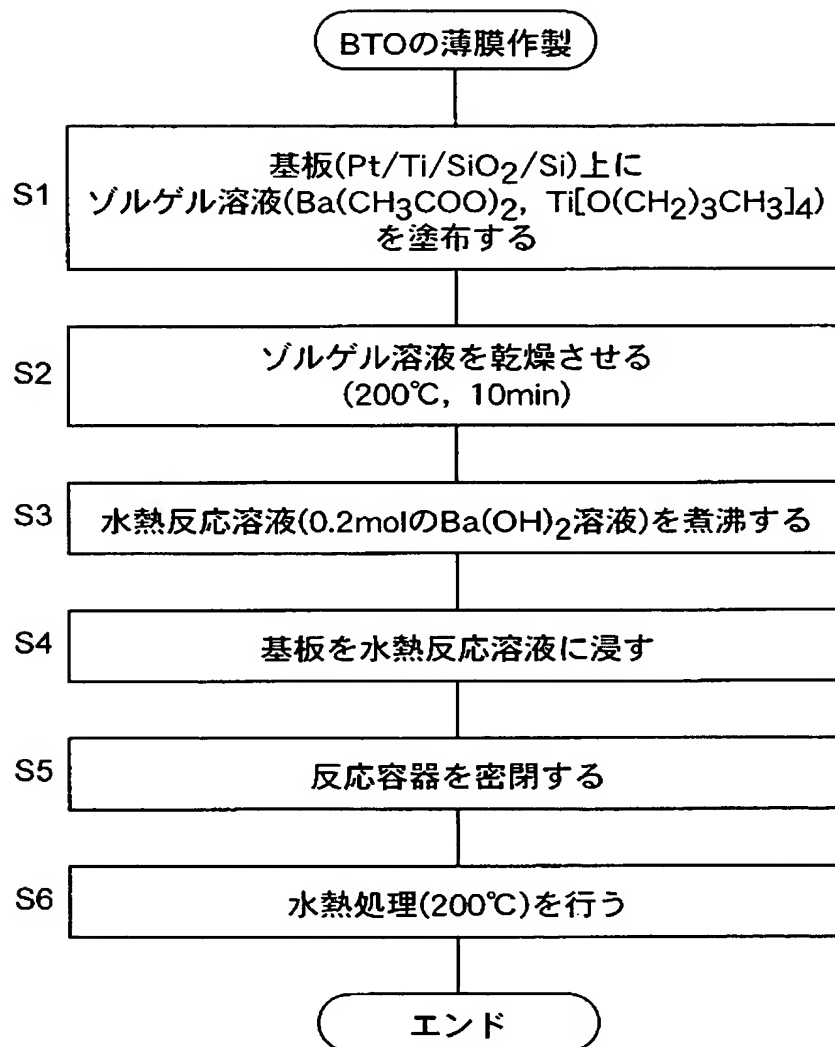 BTOの薄膜作製
S1
基板(Pt/Ti/SiO2/Si)上に
ゾルゲル溶液(Ba(CH3COO)2, Ti[O(CH2)3CH3]4)
を塗布する
S2
ゾルゲル溶液を乾燥させる
(200℃, 10min)
S3
水熱反応溶液(0.2molのBa(OH)2溶液)を煮沸する
S4
基板を水熱反応溶液に浸す
S5
反応容器を密閉する
S6
水熱処理(200℃)を行う
エンド